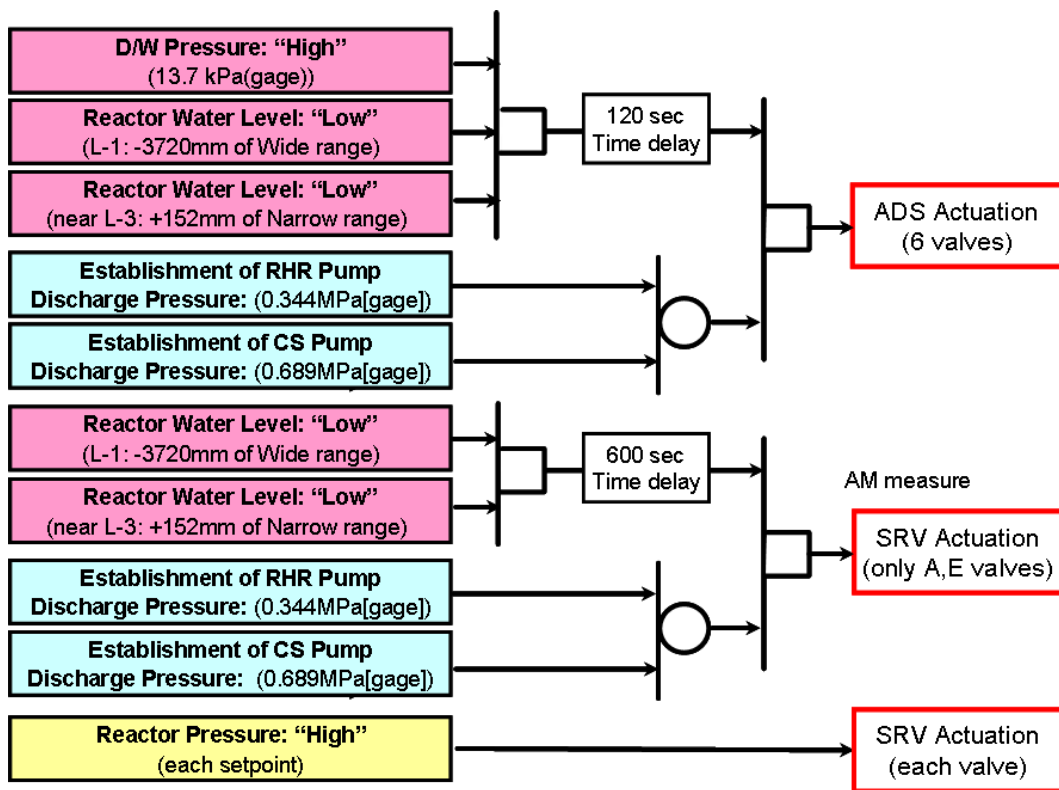 D/W Pressure: “High”
(13.7 kPa(gage))
Reactor Water Level: “Low”
(L-1: -3720mm of Wide range)
Reactor Water Level: “Low”
(near L-3: +152mm of Narrow range)
120 sec
Time delay
ADS Actuation
(6 valves)
Establishment of RHR Pump
Discharge Pressure: (0.344MPa[gage])
Establishment of CS Pump
Discharge Pressure: (0.689MPa[gage])
Reactor Water Level: “Low”
(L-1: -3720mm of Wide range)
Reactor Water Level: “Low”
(near L-3: +152mm of Narrow range)
600 sec
Time delay
AM measure
SRV Actuation
(only A,E valves)
Establishment of RHR Pump
Discharge Pressure: (0.344MPa[gage])
Establishment of CS Pump
Discharge Pressure: (0.689MPa[gage])
Reactor Pressure: “High”
(each setpoint)
SRV Actuation
(each valve)